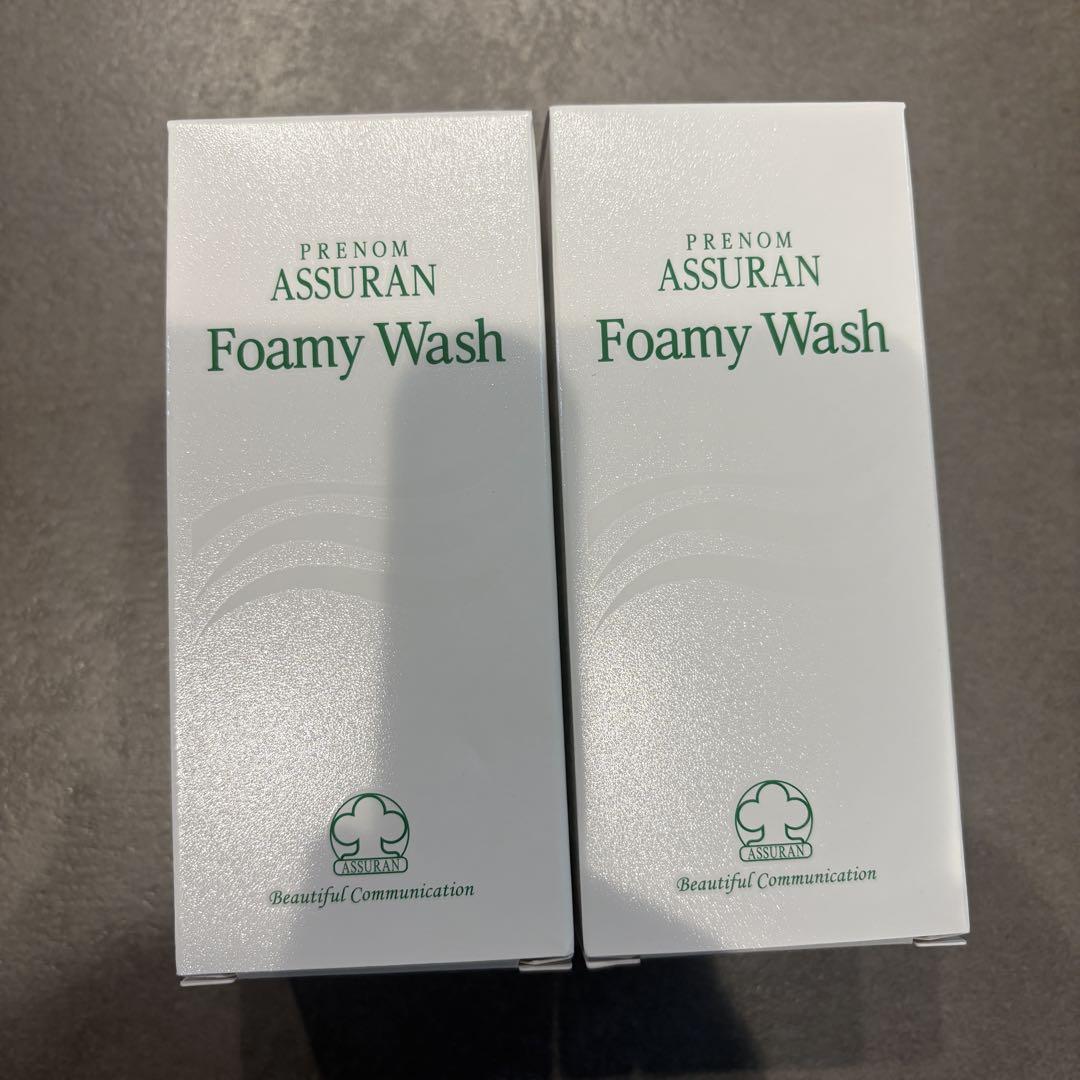 PRENOM
ASSURAN
Foamy Wash
ASSURAN
Beautiful Communication
PRENOM
ASSURAN
Foamy Wash
ASSURAN
Beautiful Communication